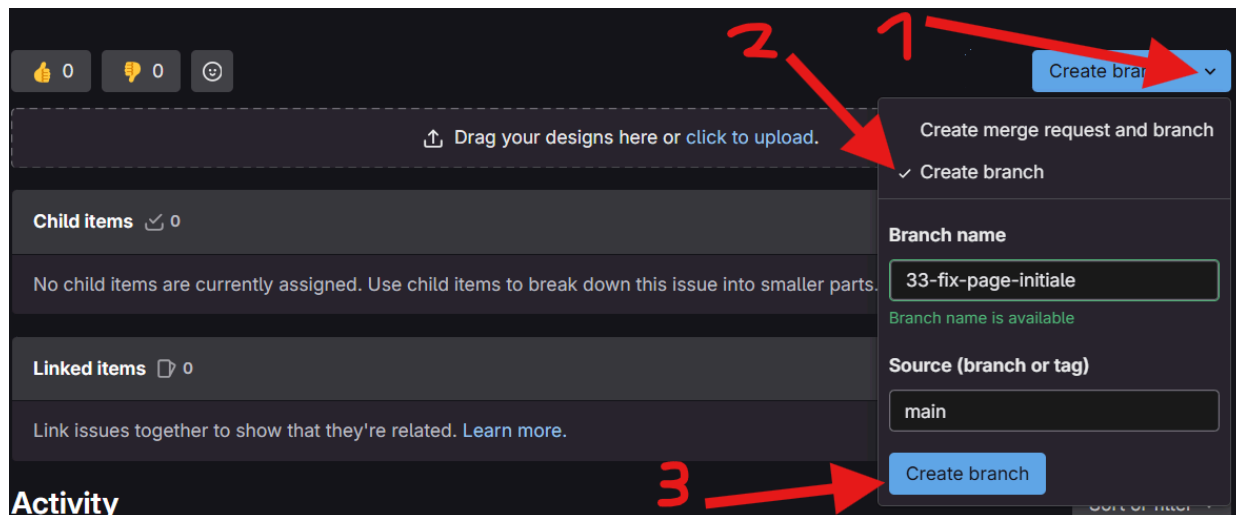 2
1
0
0
Create bran
Drag your designs here or click to upload.
Create merge request and branch
Create branch
Child items 0
Branch name
33-fix-page-initiale
No child items are currently assigned. Use child items to break down this issue into smaller parts.
Branch name is available
Linked items 0
Source (branch or tag)
main
Link issues together to show that they're related. Learn more.
3
Create branch
Activity
Sort or filter